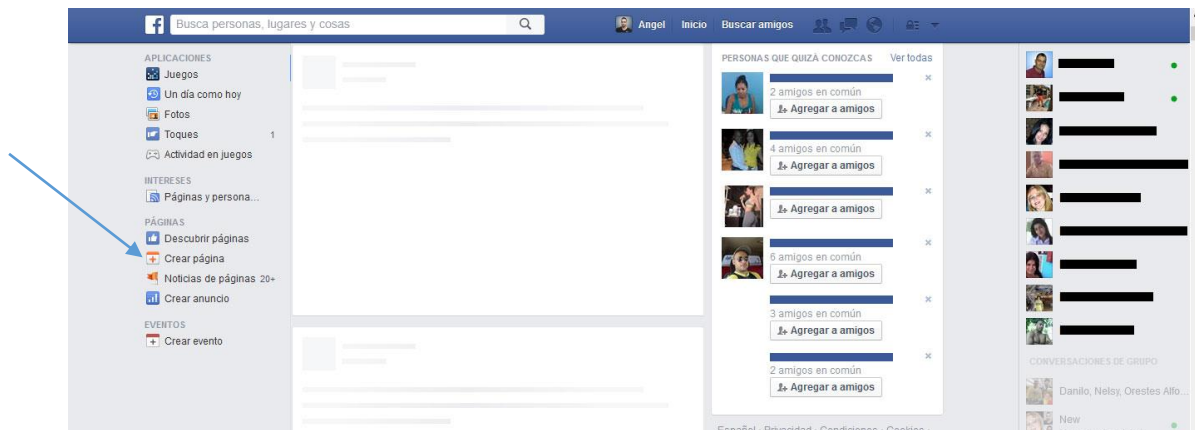 f
Busca personas, lugares y cosas
Angel Inicio Buscar amigos
APLICACIONES
Juegos
Un día como hoy
Fotos
Toques 1
Actividad en juegos
INTERESES
Páginas y persona...
PÁGINAS
Descubrir páginas
Crear página
Noticias de páginas 20+
Crear anuncio
EVENTOS
Crear evento
PERSONAS QUE QUIZÁ CONOZCAS Ver todas
2 amigos en común
Agregar a amigos
4 amigos en común
Agregar a amigos
Agregar a amigos
6 amigos en común
Agregar a amigos
3 amigos en común
Agregar a amigos
2 amigos en común
Agregar a amigos
Español · Privacidad · Condiciones · Cookies ·
CONVERSACIONES DE GRUPO
Danilo, Nelsy, Orestes Alfo...
New